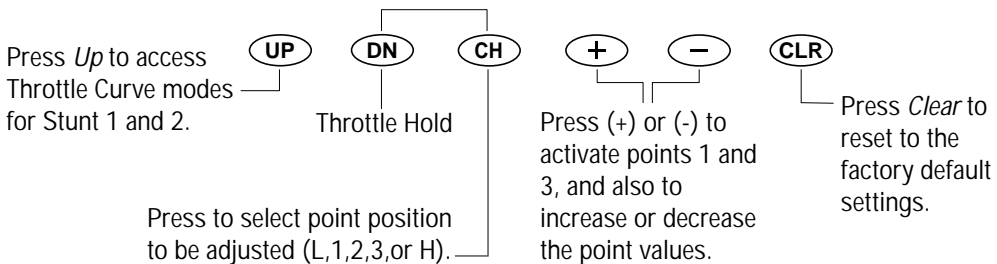 UP DN CH + − CLR
Press Up to access
Throttle Curve modes
for Stunt 1 and 2.
Throttle Hold
Press to select point position
to be adjusted (L,1,2,3,or H).
Press (+) or (-) to
activate points 1 and
3, and also to
increase or decrease
the point values.
Press Clear to
reset to the
factory default
settings.